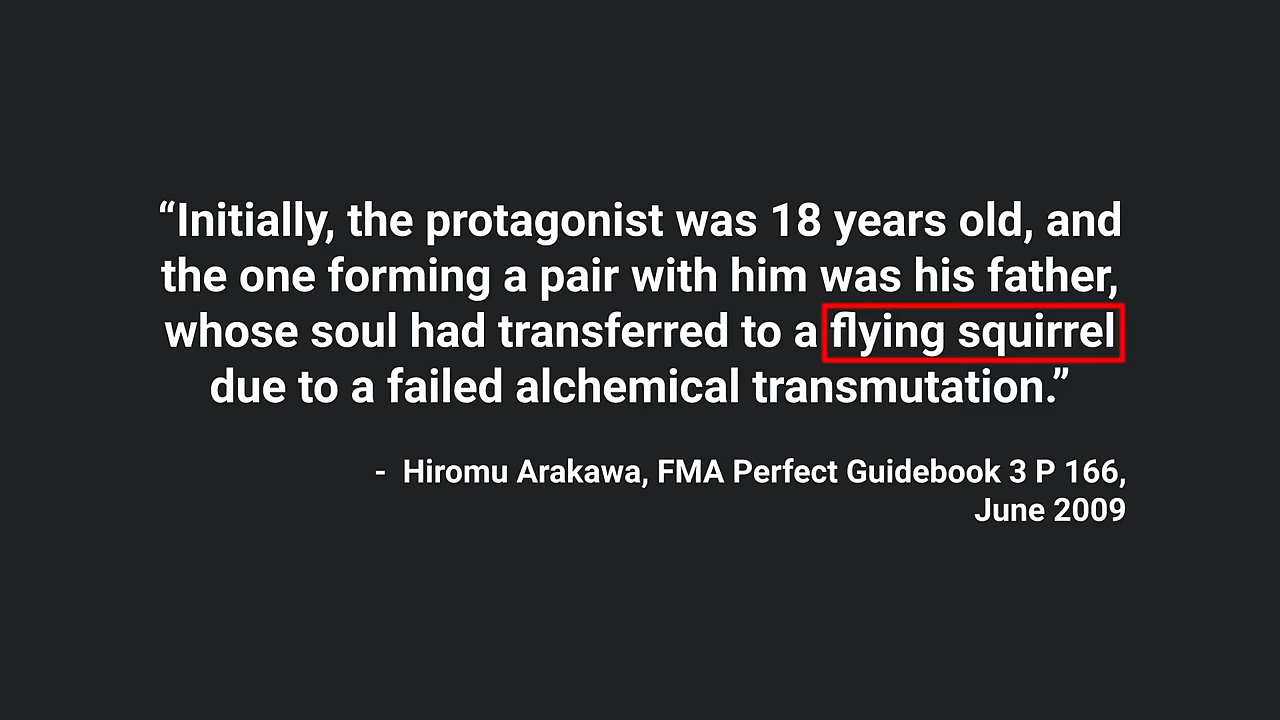 “Initially, the protagonist was 18 years old, and
the one forming a pair with him was his father,
whose soul had transferred to a flying squirrel
due to a failed alchemical transmutation.”
- Hiromu Arakawa, FMA Perfect Guidebook 3 P 166,
June 2009